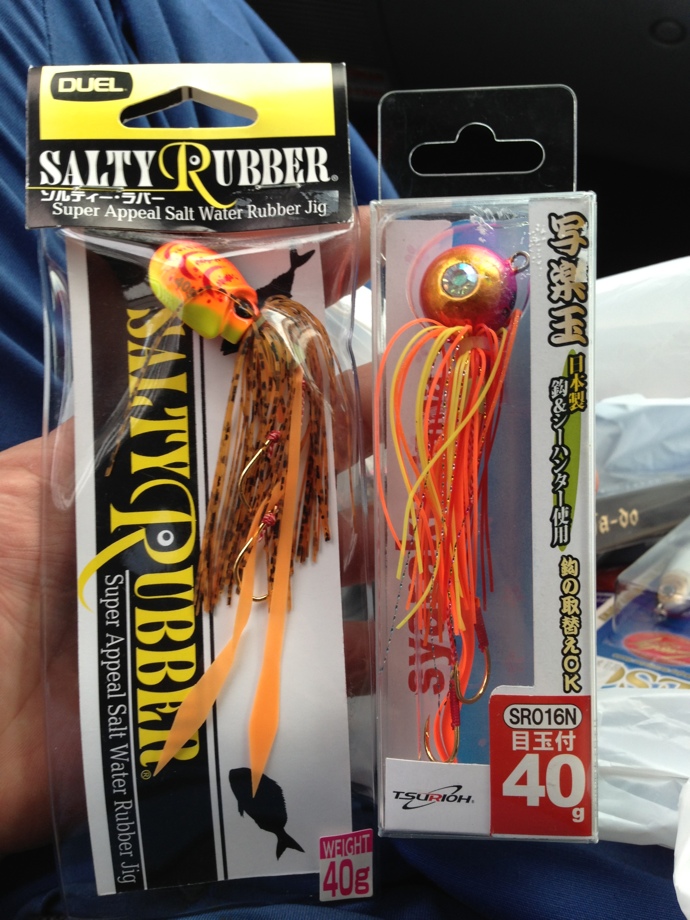 DUEL
SALTY RUBBER®
ソルティー・ラバー
Super Appeal Salt Water Rubber Jig
SALTY RUBBER®
Super Appeal Salt Water Rubber Jig
WEIGHT
40g
写楽玉
日本製
鈎&シーハンター使用
鈎の取替えOK
SR016N
目玉付
40g
TSURIOH